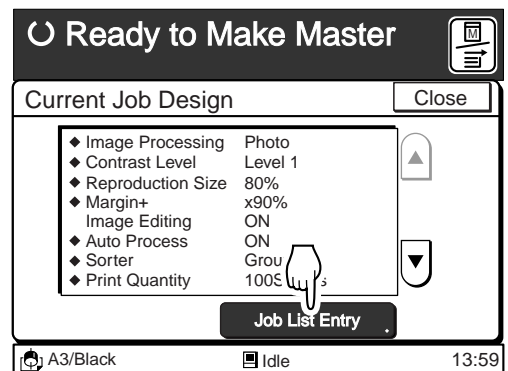 Ready to Make Master
M
Current Job Design
Close
◆ Image Processing Photo
◆ Contrast Level Level 1
◆ Reproduction Size 80%
◆ Margin+ x90%
Image Editing ON
◆ Auto Process ON
◆ Sorter
◆ Print Quantity
Job List Entry
A3/Black
Idle
13:59